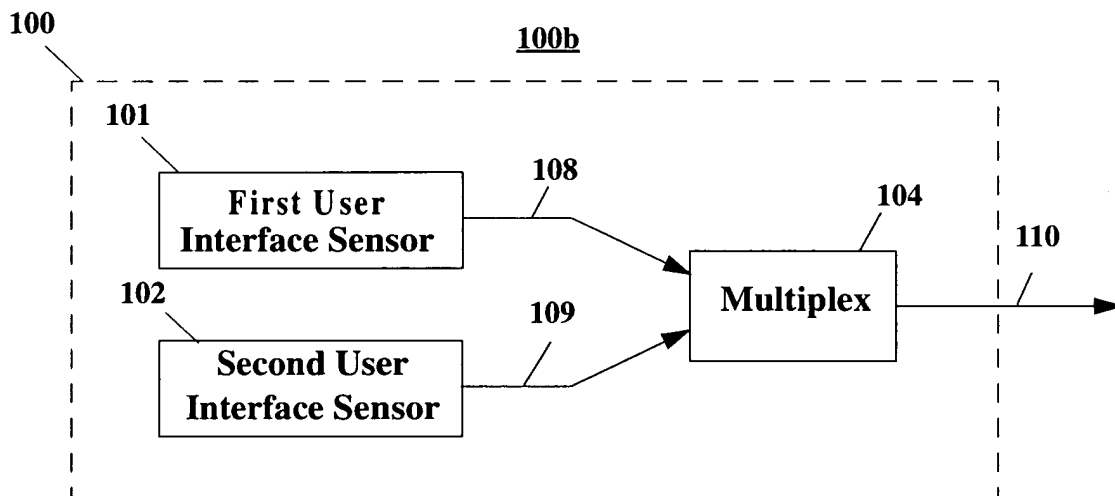 100
100b
101
First User
Interface Sensor
108
104
110
Multiplex
102
109
Second User
Interface Sensor